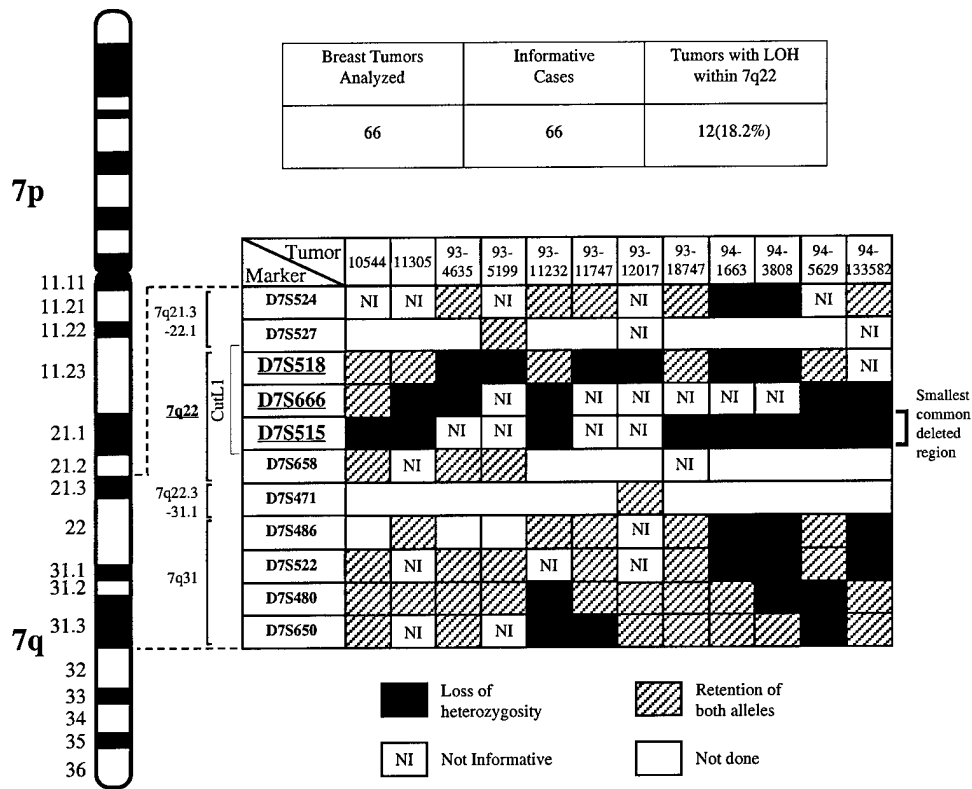 Breast Tumors Analyzed
Informative Cases
Tumors with LOH within 7q22
66
66
12(18.2%)
7p
11.11
11.21
11.22
11.23
21.1
21.2
21.3
22
31.1
31.2
7q
31.3
32
33
34
35
36
7q21.3 -22.1
7q22
CutL1
7q22.3 -31.1
7q31
Tumor
Marker
10544 11305 93-4635 93-5199 93-11232 93-11747 93-12017 93-18747 94-1663 94-3808 94-5629 94-133582
D7S524 NI NI NI NI NI
D7S527 NI NI
D7S518 NI
D7S666 NI NI NI NI NI NI
D7S515 NI NI NI NI
D7S658 NI NI
D7S471
D7S486 NI
D7S522 NI NI NI
D7S480
D7S650 NI NI
Smallest
common
deleted
region
Loss of
heterozygosity
Retention of
both alleles
NI Not Informative
Not done